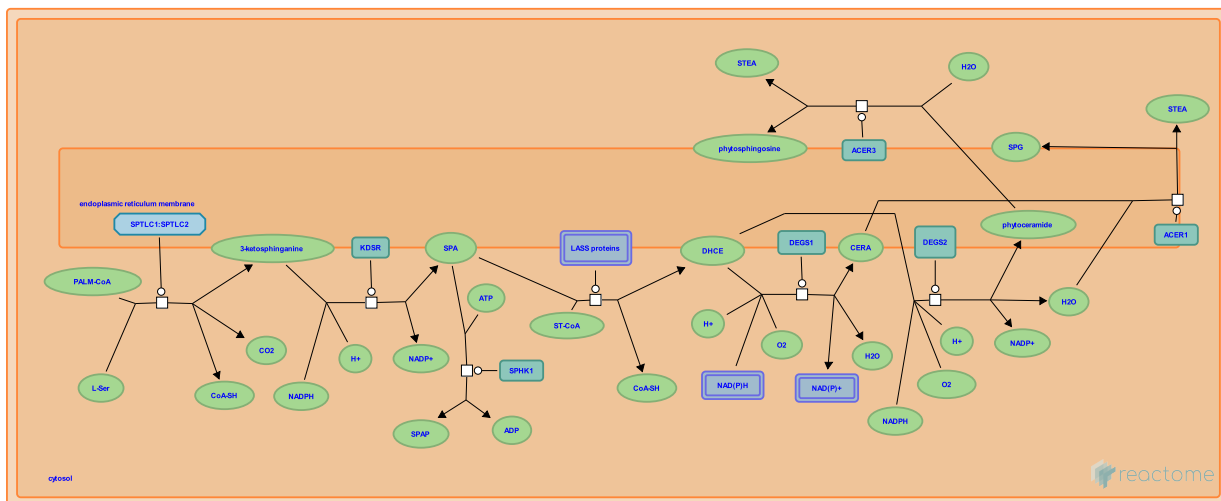 STEA
H2O
STEA
phytosphingosine
ACER3
SPG
endoplasmic reticulum membrane
SPTLC1:SPTLC2
3-ketosphinganine
KDSR
SPA
LASS proteins
DHCE
DEGS1
CERA
DEGS2
phytoceramide
ACER1
PALM-CoA
ATP
ST-CoA
H+
O2
H2O
H+
NADP+
H2O
CO2
H+
NADP+
L-Ser
CoA-SH
NADPH
SPHK1
CoA-SH
NAD(P)H
NAD(P)+
O2
NADPH
SPAP
ADP
cytosol
reactome